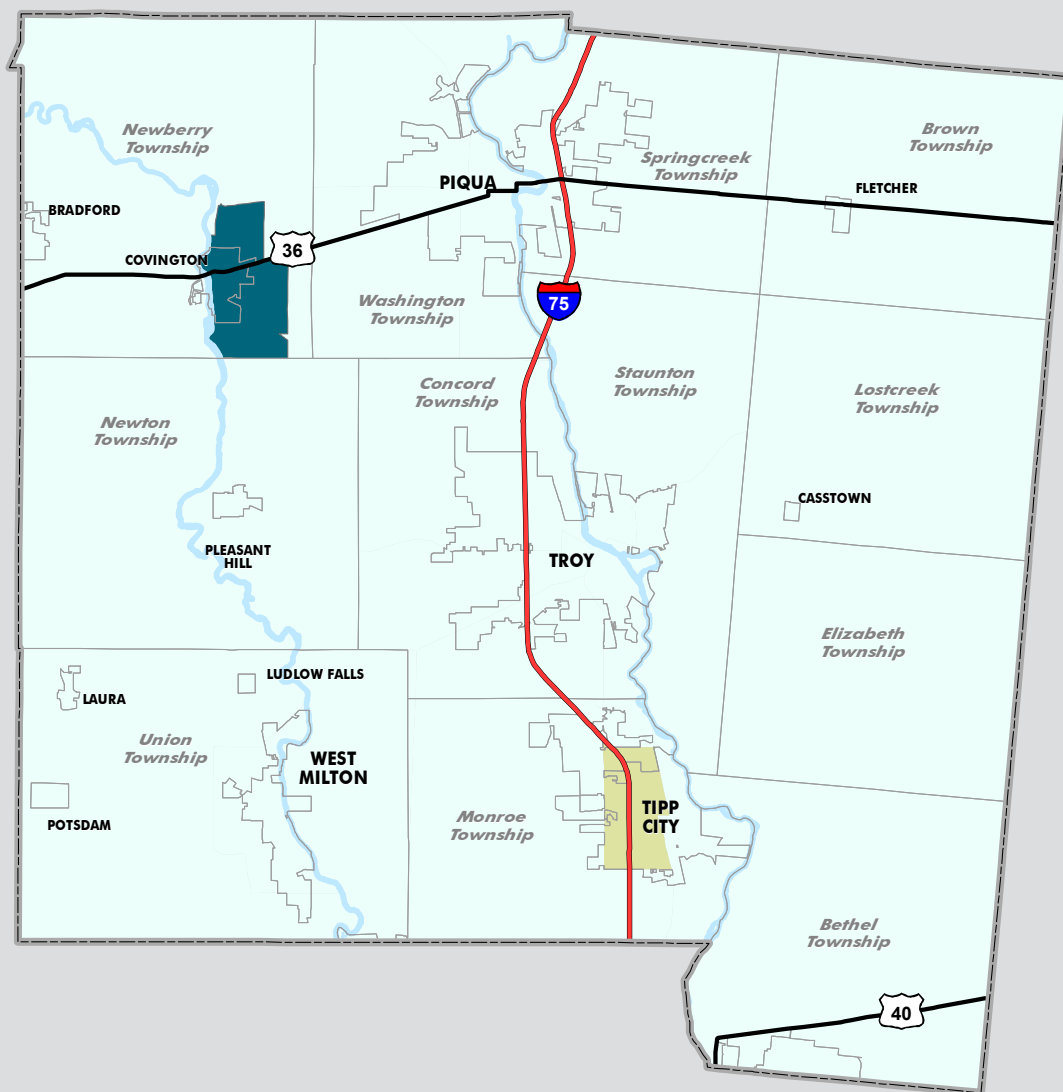 Newberry
Township
Brown
Township
Springcreek
Township
PIQUA
FLETCHER
BRADFORD
COVINGTON
36
Washington
Township
75
Concord
Township
Staunton
Township
Lostcreek
Township
Newton
Township
CASSTOWN
PLEASANT
HILL
TROY
Elizabeth
Township
LUDLOW FALLS
LAURA
Union
Township
WEST
MILTON
Monroe
Township
TIPP
CITY
POTSDAM
Bethel
Township
40